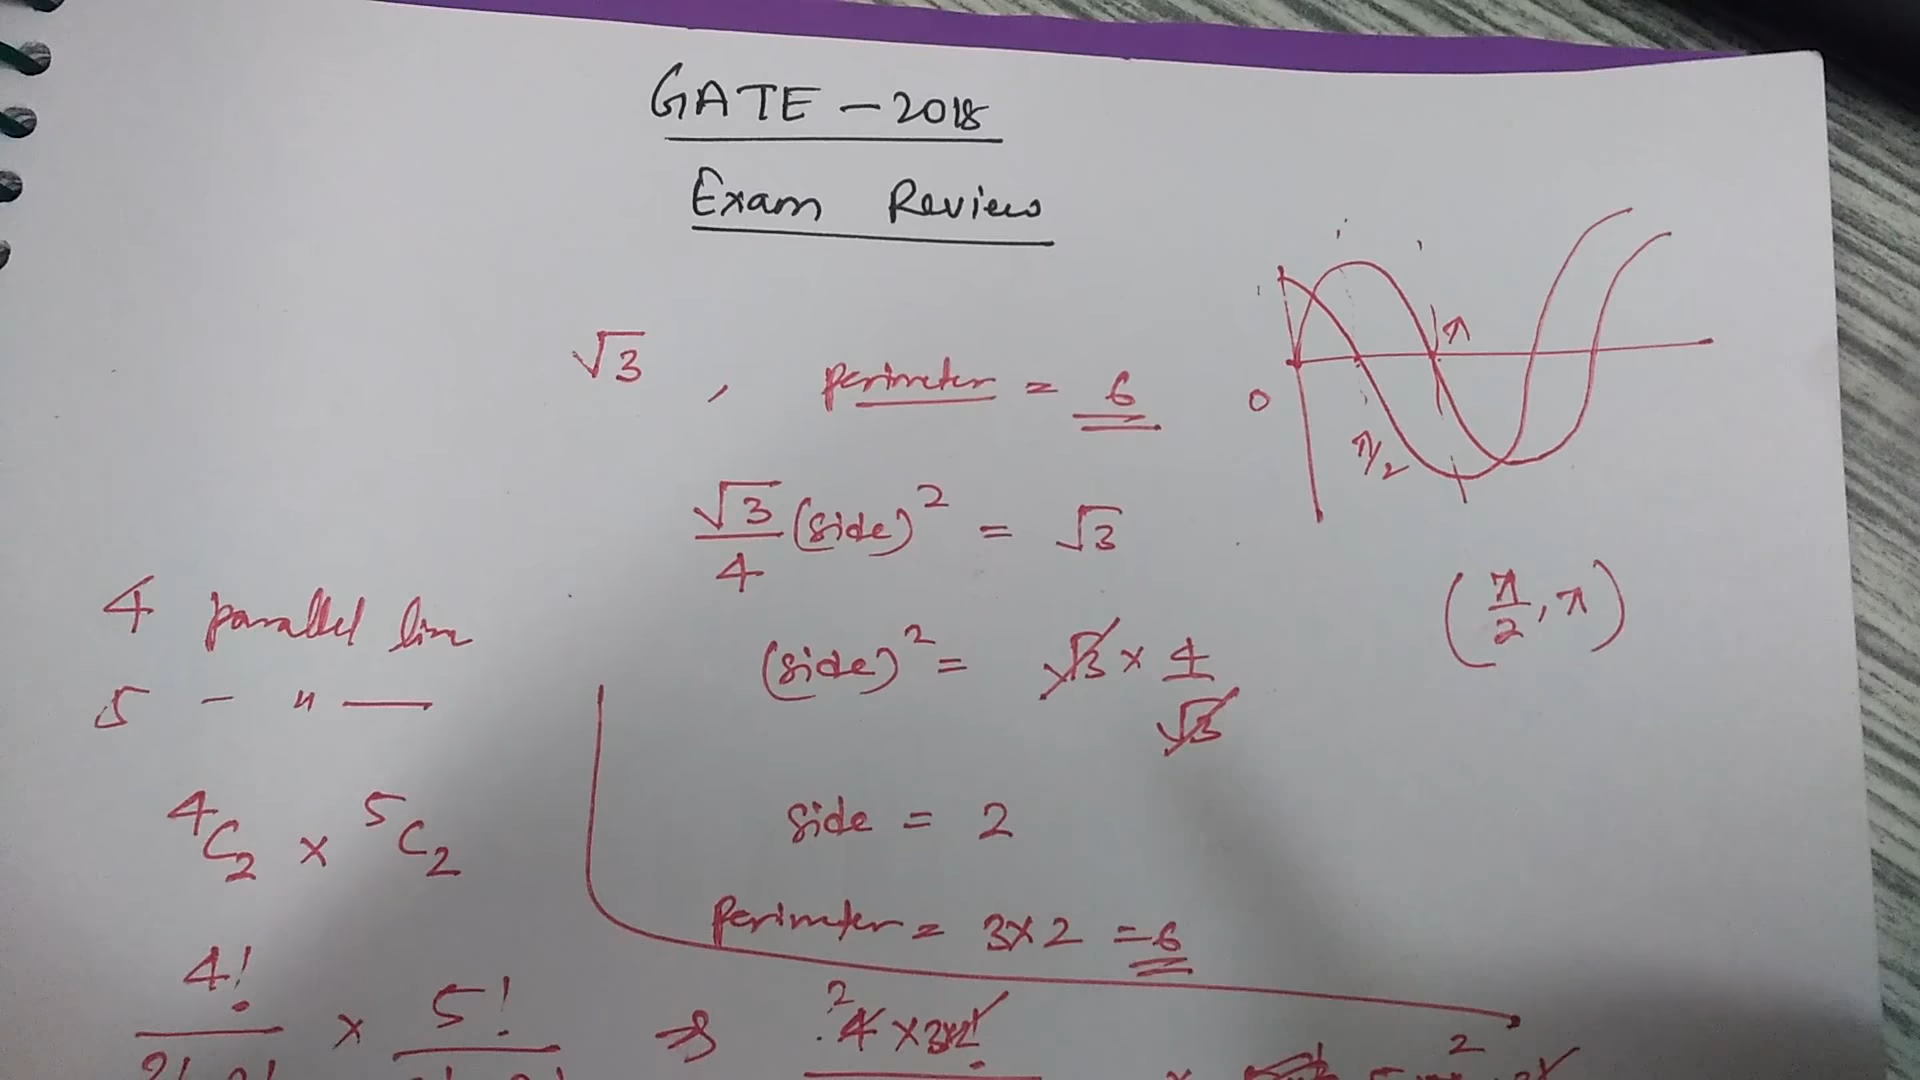 GATE - 2018
Exam Review
√3 , perimeter = 6
√3/4 (side)² = √3
(side)² = √3 × 4/√3
side = 2
perimeter = 3×2 = 6
0
π/2
π
(π/2, π)
4 parallel line
5 - " —
⁴C₂ × ⁵C₂
4! × 5! ⇒